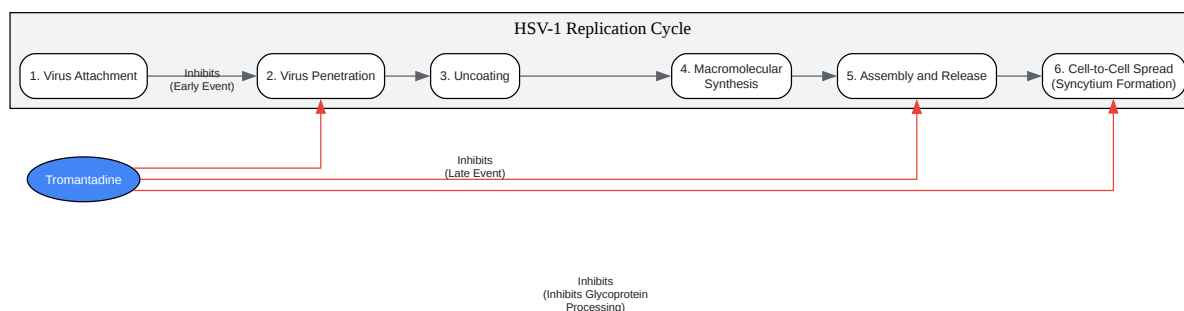 HSV-1 Replication Cycle
1. Virus Attachment
Inhibits
(Early Event)
2. Virus Penetration
3. Uncoating
4. Macromolecular
Synthesis
5. Assembly and Release
6. Cell-to-Cell Spread
(Syncytium Formation)
Tromantadine
Inhibits
(Late Event)
Inhibits
(Inhibits Glycoprotein
Processing)